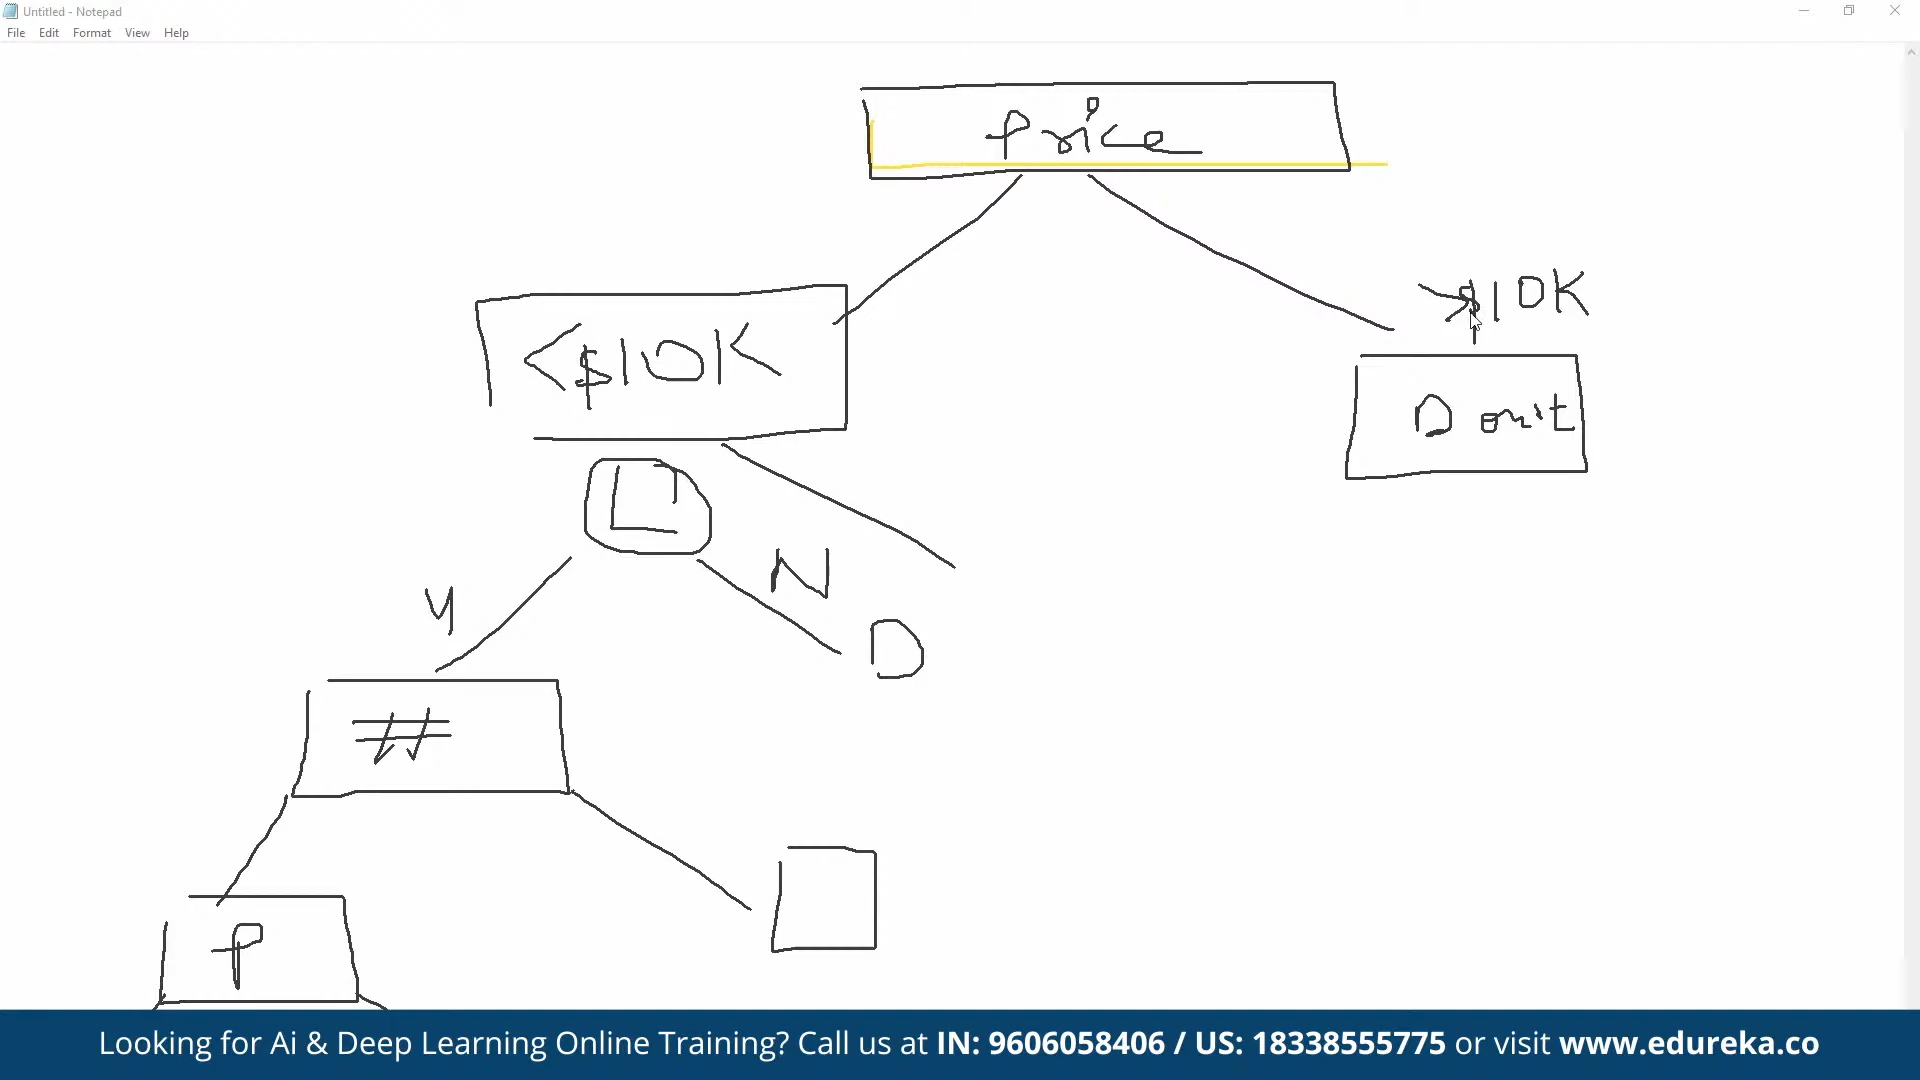 Untitled - Notepad
File Edit Format View Help
Price
>$10K
<$10K
Donit
L
N
Y
D
#
P
Looking for Ai & Deep Learning Online Training? Call us at IN: 9606058406 / US: 18338555775 or visit www.edureka.co